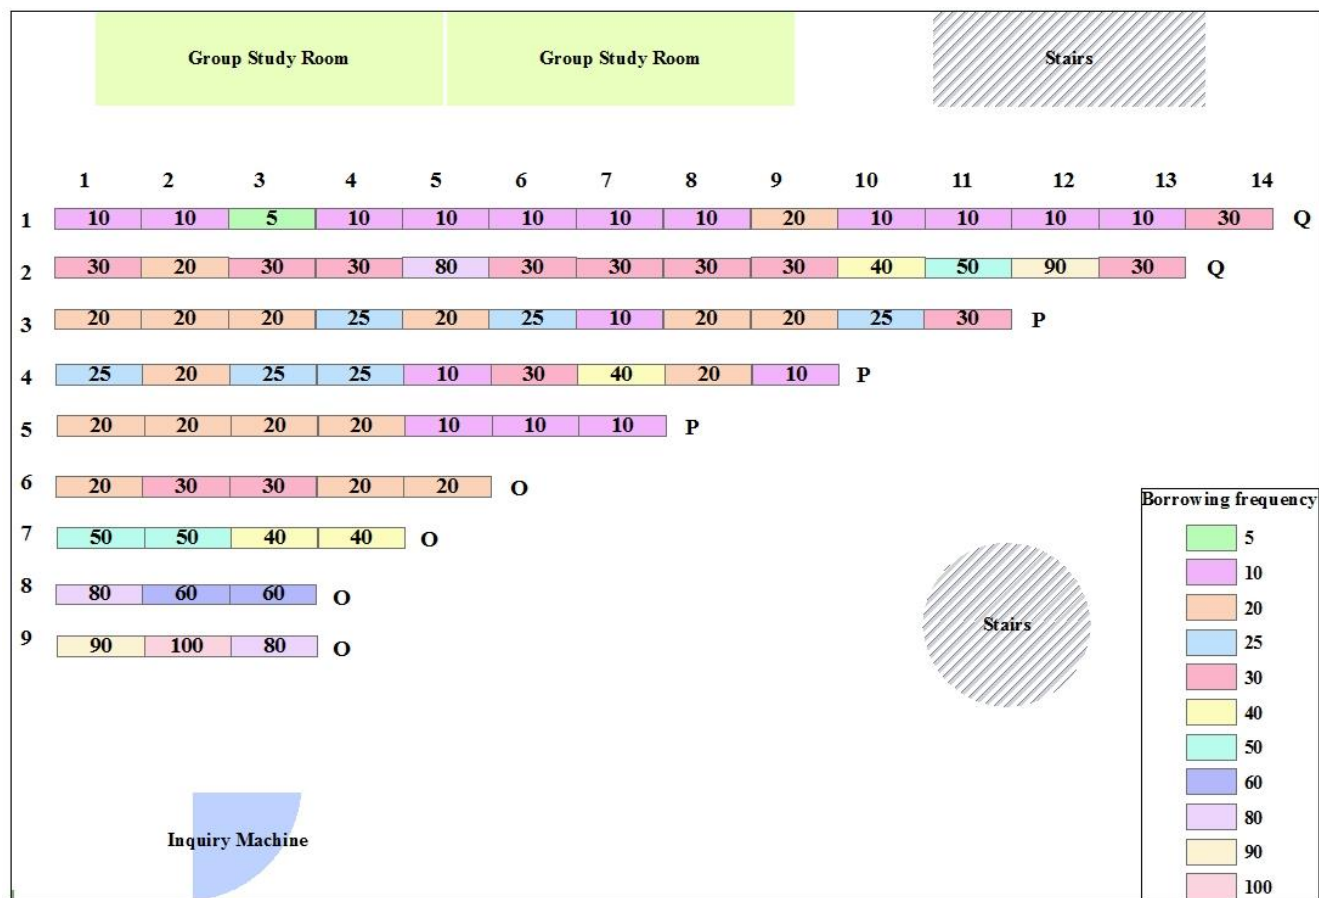 Group Study Room Group Study Room Stairs
1 2 3 4 5 6 7 8 9 10 11 12 13 14
1 10 10 5 10 10 10 10 10 20 10 10 10 10 30 Q
2 30 20 30 30 80 30 30 30 30 40 50 90 30 Q
3 20 20 20 25 20 25 10 20 20 25 30 P
4 25 20 25 25 10 30 40 20 10 P
5 20 20 20 20 10 10 10 P
6 20 30 30 20 20 O
7 50 50 40 40 O
8 80 60 60 O
9 90 100 80 O
Stairs
Inquiry Machine
Borrowing frequency
5
10
20
25
30
40
50
60
80
90
100